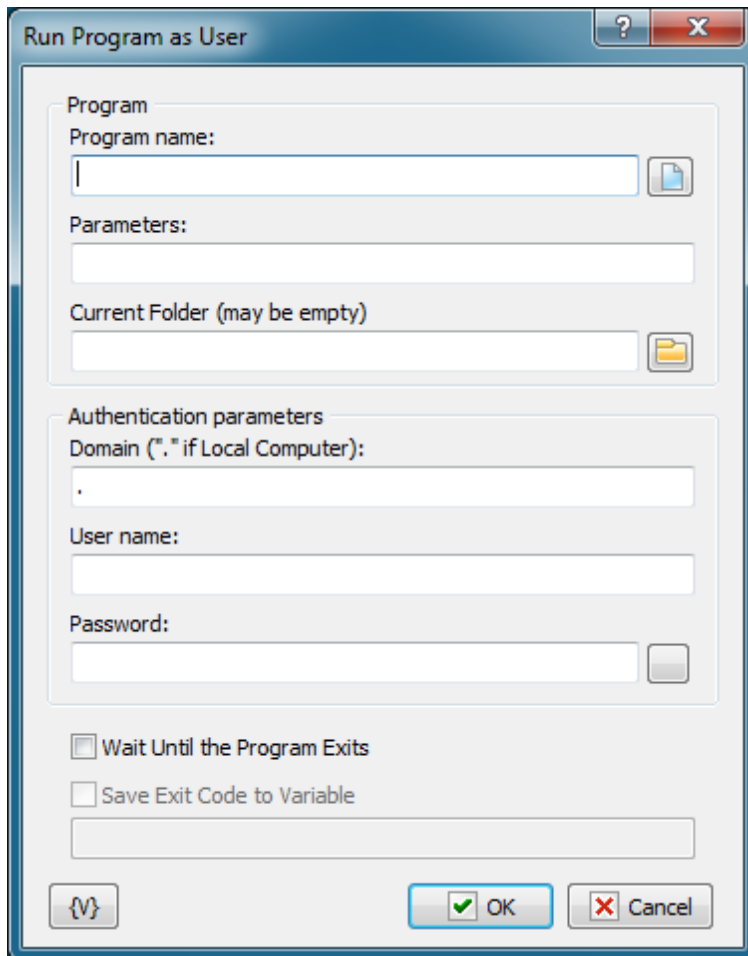 Run Program as User
?
Program
Program name:
Parameters:
Current Folder (may be empty)
Authentication parameters
Domain ("." if Local Computer):
.
User name:
Password:
Wait Until the Program Exits
Save Exit Code to Variable
{V}
OK
Cancel